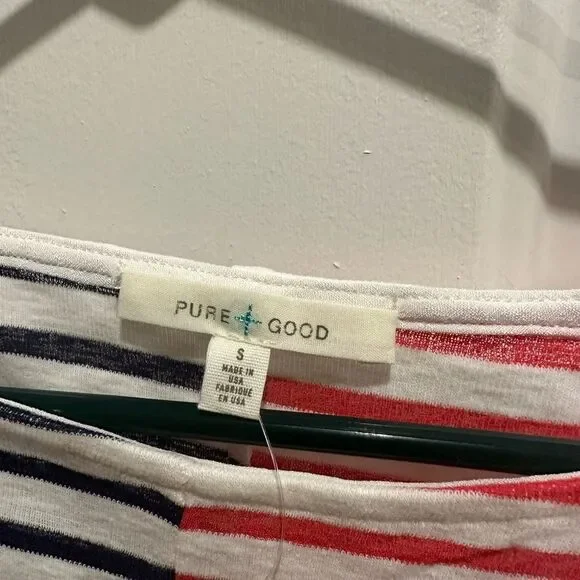 PURE + GOOD
S
MADE IN
USA
FABRIQUE
EN USA